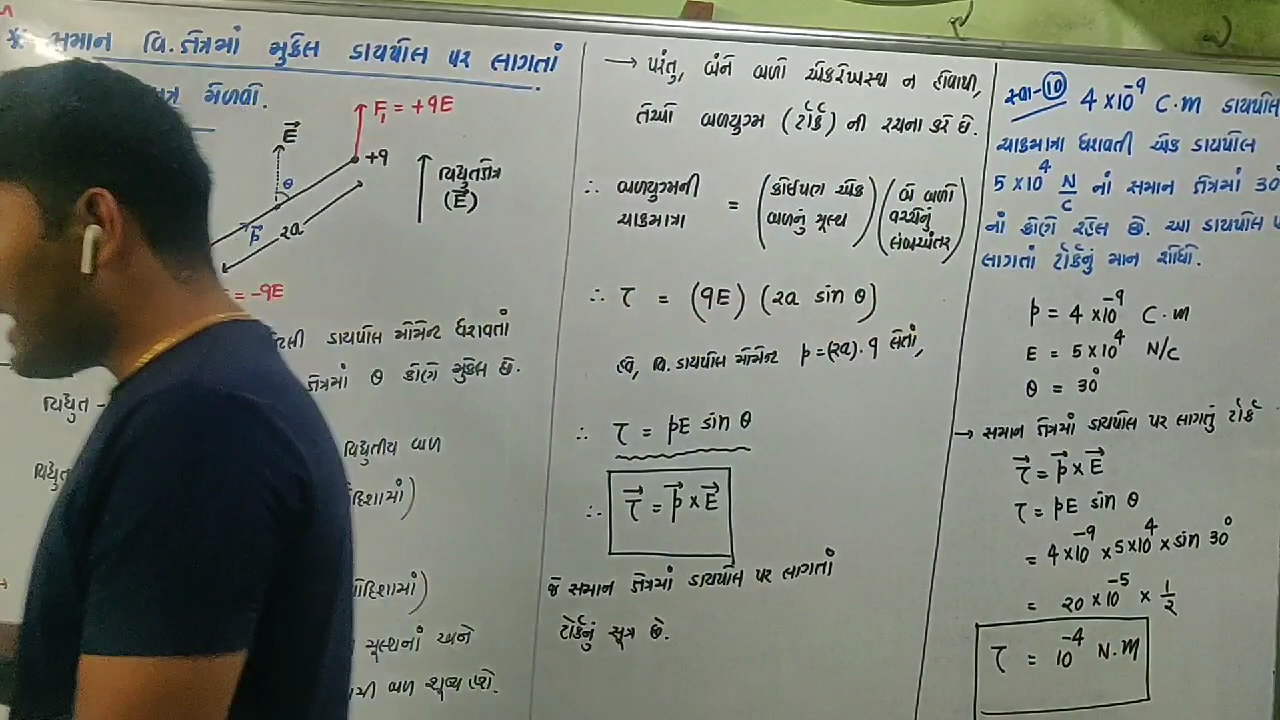 * સમાન વિ.ક્ષેત્રમાં મુકેલ ડાયપોલ પર લાગતાં
મેળવો.
F₁ = +qE
E⃗
θ
+q
p⃗
2a
વિદ્યુતક્ષેત્ર
(E⃗)
= -qE
ડાયપોલ મોમેન્ટ ધરાવતાં
ક્ષેત્રમાં θ કોણે મુકેલ છે.
વિદ્યુત
વિદ્યુતીય બળ
વિદ્યુત
દિશામાં)
દિશામાં)
મૂલ્યનાં અને
બળ શૂન્ય થશે.
→ પરંતુ, બંને બળો એકરેખસ્થ ન હોવાથી,
તેઓ બળયુગ્મ (ટોર્ક) ની રચના કરે છે.
∴ બળયુગ્મની ચાકમાત્રા = (કોઈપણ એક બળનું મૂલ્ય) (બે બળો વચ્ચેનું લંબઅંતર)
∴ τ = (qE) (2a sin θ)
હવે, વિ. ડાયપોલ મોમેન્ટ p = (2a).q લેતાં,
∴ τ = pE sin θ
∴ τ⃗ = p⃗ × E⃗
જે સમાન ક્ષેત્રમાં ડાયપોલ પર લાગતાં
ટોર્કનું સૂત્ર છે.
સ્વા-10 4×10⁻⁹ C.m ડાયપોલ
ચાકમાત્રા ધરાવતી એક ડાયપોલ
5×10⁴ N/C નાં સમાન ક્ષેત્રમાં 30°
નાં કોણે રહેલ છે. આ ડાયપોલ
લાગતાં ટોર્કનું માન શોધો.
p = 4×10⁻⁹ C.m
E = 5×10⁴ N/C
θ = 30°
→ સમાન ક્ષેત્રમાં ડાયપોલ પર લાગતું ટોર્ક
τ⃗ = p⃗ × E⃗
τ = pE sin θ
= 4×10⁻⁹ × 5×10⁴ × sin 30°
= 20×10⁻⁵ × 1/2
τ = 10⁻⁴ N.m